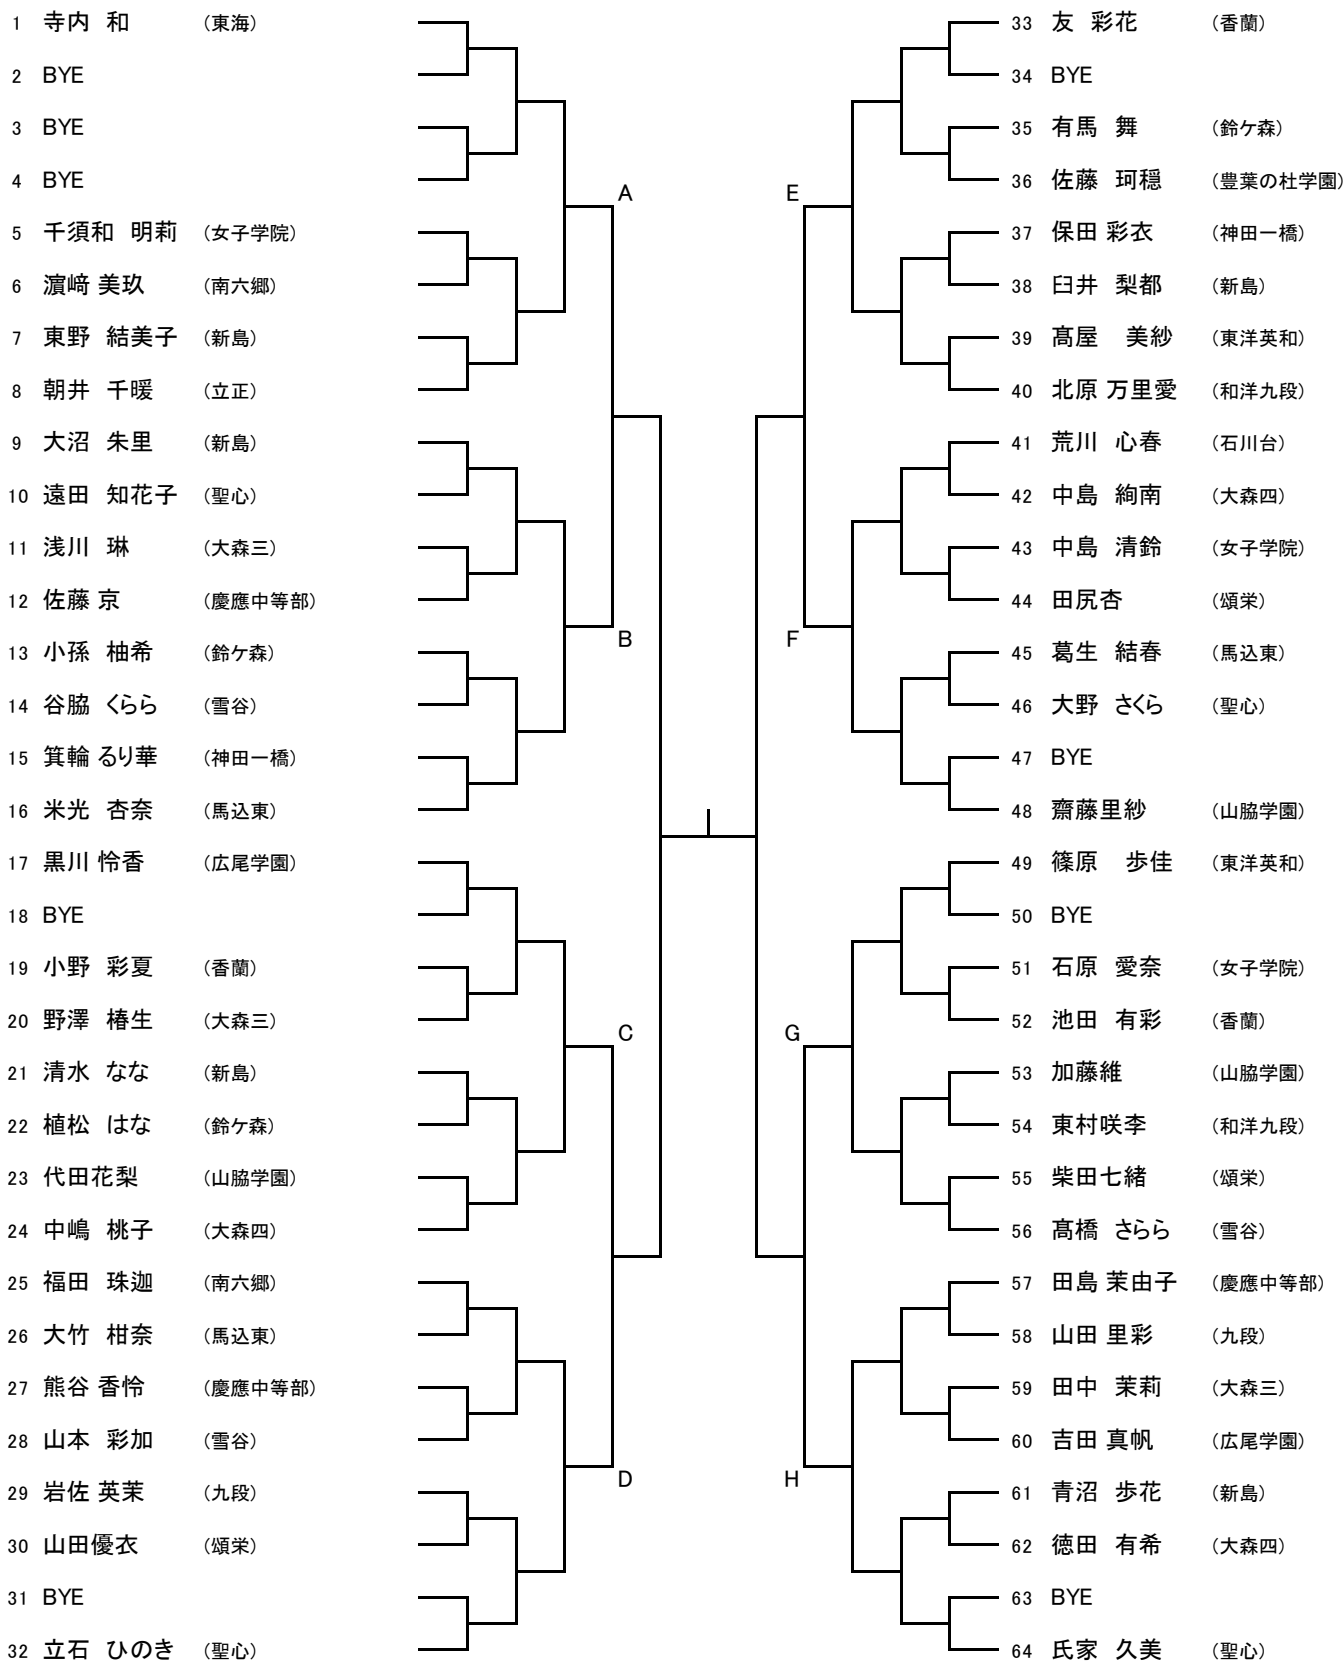 1 寺内 和 （東海）
2 BYE
3 BYE
4 BYE
5 千須和 明莉 （女子学院）
6 濵﨑 美玖 （南六郷）
7 東野 結美子 （新島）
8 朝井 千暖 （立正）
9 大沼 朱里 （新島）
10 遠田 知花子 （聖心）
11 浅川 琳 （大森三）
12 佐藤 京 （慶應中等部）
13 小孫 柚希 （鈴ケ森）
14 谷脇 くらら （雪谷）
15 箕輪 るり華 （神田一橋）
16 米光 杏奈 （馬込東）
17 黒川 怜香 （広尾学園）
18 BYE
19 小野 彩夏 （香蘭）
20 野澤 椿生 （大森三）
21 清水 なな （新島）
22 植松 はな （鈴ケ森）
23 代田花梨 （山脇学園）
24 中嶋 桃子 （大森四）
25 福田 珠迦 （南六郷）
26 大竹 柑奈 （馬込東）
27 熊谷 香怜 （慶應中等部）
28 山本 彩加 （雪谷）
29 岩佐 英茉 （九段）
30 山田優衣 （頌栄）
31 BYE
32 立石 ひのき （聖心）
A
B
C
D
E
F
G
H
33 友 彩花 （香蘭）
34 BYE
35 有馬 舞 （鈴ケ森）
36 佐藤 珂穏 （豊葉の杜学園）
37 保田 彩衣 （神田一橋）
38 臼井 梨都 （新島）
39 髙屋 美紗 （東洋英和）
40 北原 万里愛 （和洋九段）
41 荒川 心春 （石川台）
42 中島 絢南 （大森四）
43 中島 清鈴 （女子学院）
44 田尻杏 （頌栄）
45 葛生 結春 （馬込東）
46 大野 さくら （聖心）
47 BYE
48 齋藤里紗 （山脇学園）
49 篠原 歩佳 （東洋英和）
50 BYE
51 石原 愛奈 （女子学院）
52 池田 有彩 （香蘭）
53 加藤維 （山脇学園）
54 東村咲李 （和洋九段）
55 柴田七緒 （頌栄）
56 髙橋 さらら （雪谷）
57 田島 茉由子 （慶應中等部）
58 山田 里彩 （九段）
59 田中 茉莉 （大森三）
60 吉田 真帆 （広尾学園）
61 青沼 歩花 （新島）
62 徳田 有希 （大森四）
63 BYE
64 氏家 久美 （聖心）